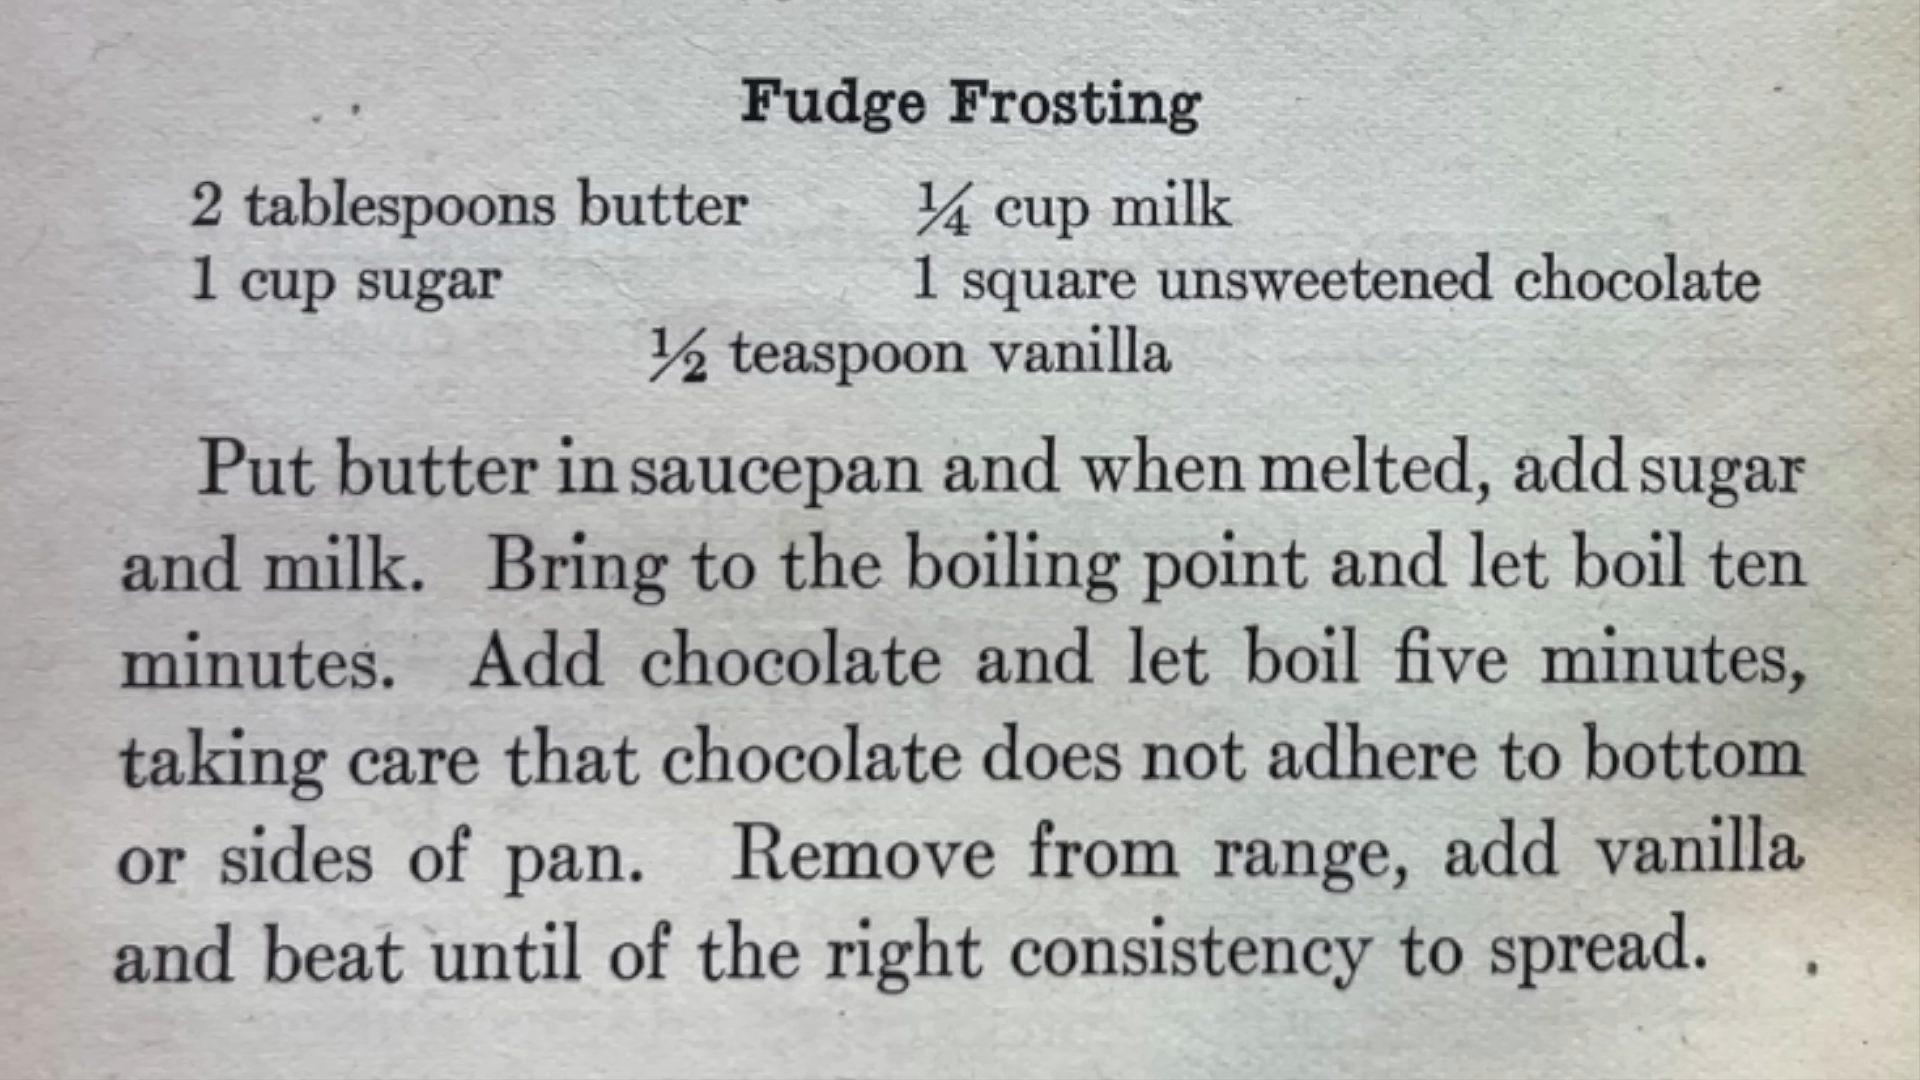 Fudge Frosting
2 tablespoons butter ¼ cup milk
1 cup sugar 1 square unsweetened chocolate
½ teaspoon vanilla
Put butter in saucepan and when melted, add sugar
and milk. Bring to the boiling point and let boil ten
minutes. Add chocolate and let boil five minutes,
taking care that chocolate does not adhere to bottom
or sides of pan. Remove from range, add vanilla
and beat until of the right consistency to spread.